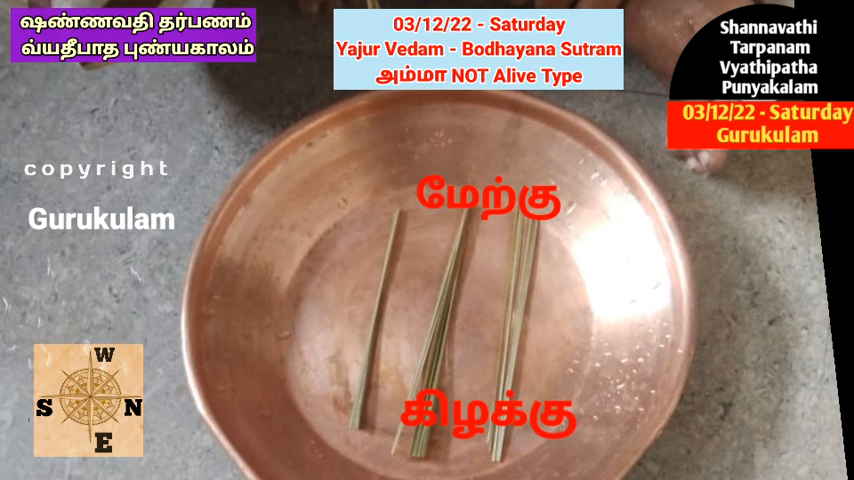 ஷண்ணவதி தர்பணம்
வ்யதீபாத புண்யகாலம்
03/12/22 - Saturday
Yajur Vedam - Bodhayana Sutram
அம்மா NOT Alive Type
Shannavathi
Tarpanam
Vyathipatha
Punyakalam
03/12/22 - Saturday
Gurukulam
copyright
Gurukulam
மேற்கு
கிழக்கு
W
S N
E